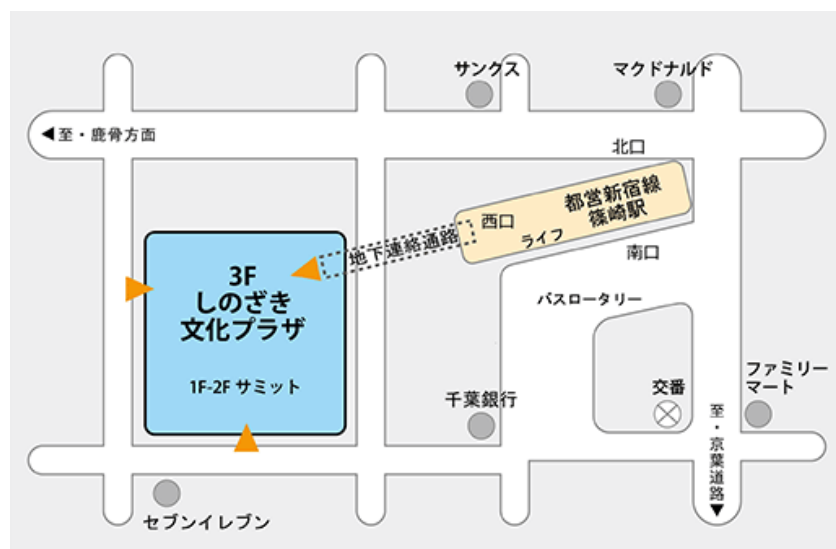 サンクス
マクドナルド
◀至・鹿骨方面
北口
都営新宿線
篠崎駅
西口
ライフ
地下連絡通路
南口
3F
しのざき
文化プラザ
1F-2F サミット
バスロータリー
千葉銀行
交番
ファミリー
マート
至・京葉道路▼
セブンイレブン